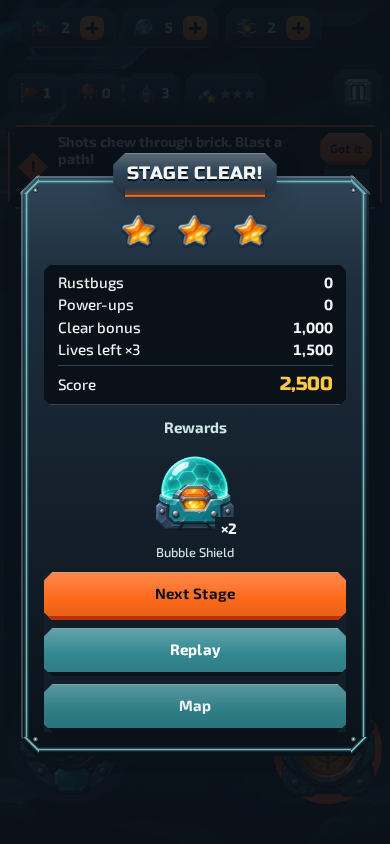 2 5 2
1 0 3
Shots chew through brick. Blast a
path!
Got it
STAGE CLEAR!
Rustbugs 0
Power-ups 0
Clear bonus 1,000
Lives left ×3 1,500
Score 2,500
Rewards
×2
Bubble Shield
Next Stage
Replay
Map